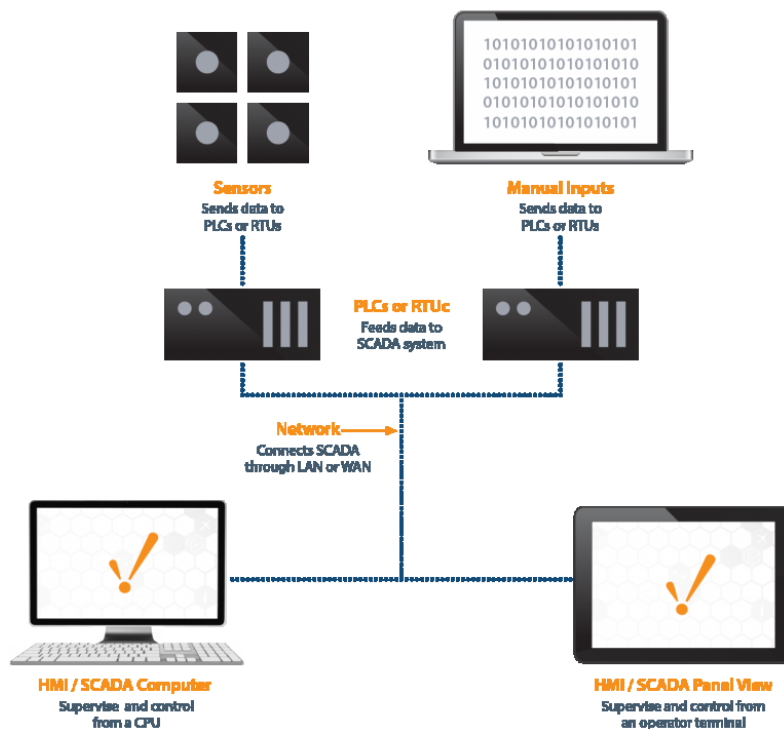 10101010101010101
01010101010101010
10101010101010101
01010101010101010
10101010101010101
Sensors
Sends data to
PLCs or RTUs
Manual Inputs
Sends data to
PLCs or RTUs
PLCs or RTUc
Feeds data to
SCADA system
Network
Connects SCADA
through LAN or WAN
HMI / SCADA Computer
Supervise and control
from a CPU
HMI / SCADA Panel View
Supervise and control from
an operator terminal